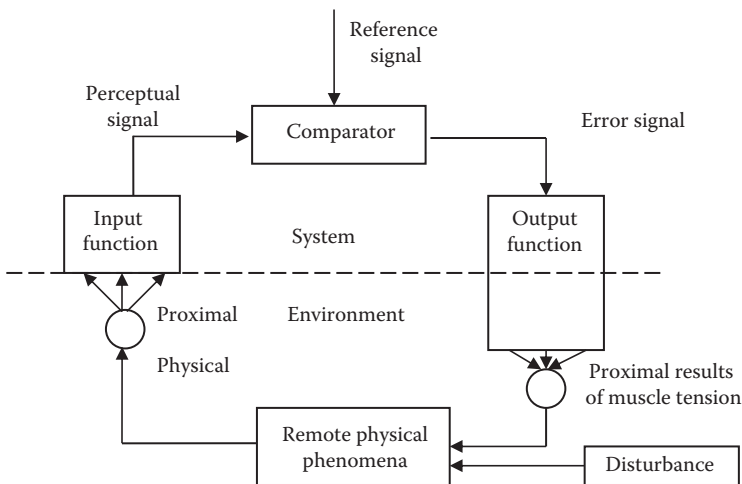 Reference
signal
Perceptual
signal
Comparator
Error signal
Input
function
Output
function
System
Environment
Proximal
Physical
Proximal results
of muscle tension
Remote physical
phenomena
Disturbance